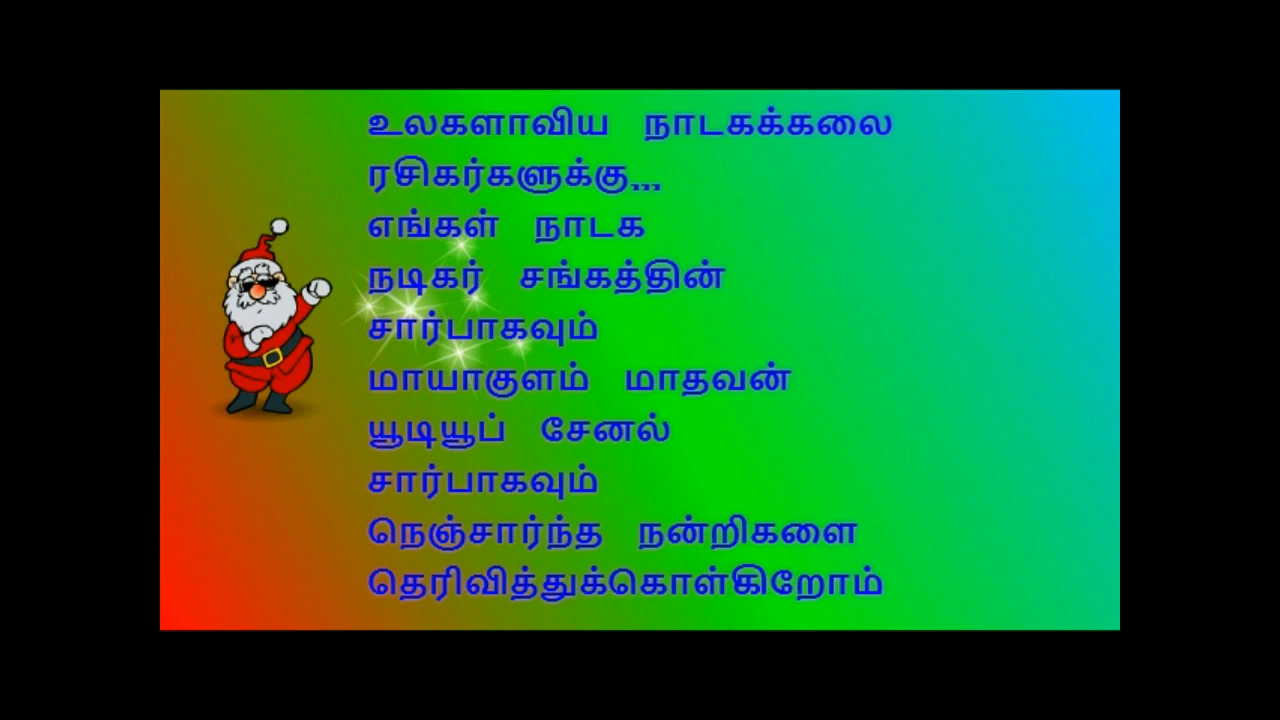 உலகளாவிய நாடகக்கலை
ரசிகர்களுக்கு...
எங்கள் நாடக
நடிகர் சங்கத்தின்
சார்பாகவும்
மாயாகுளம் மாதவன்
யூடியூப் சேனல்
சார்பாகவும்
நெஞ்சார்ந்த நன்றிகளை
தெரிவித்துக்கொள்கிறோம்